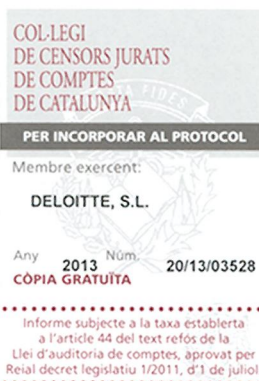 COL·LEGI
DE CENSORS JURATS
DE COMPTES
DE CATALUNYA
PER INCORPORAR AL PROTOCOL
Membre exercent:
DELOITTE, S.L.
Any 2013 Núm. 20/13/03528
CÒPIA GRATUÏTA
Informe subjecte a la taxa establerta
a l'article 44 del text refós de la
Llei d'auditoria de comptes, aprovat per
Reial decret legislatiu 1/2011, d'1 de juliol